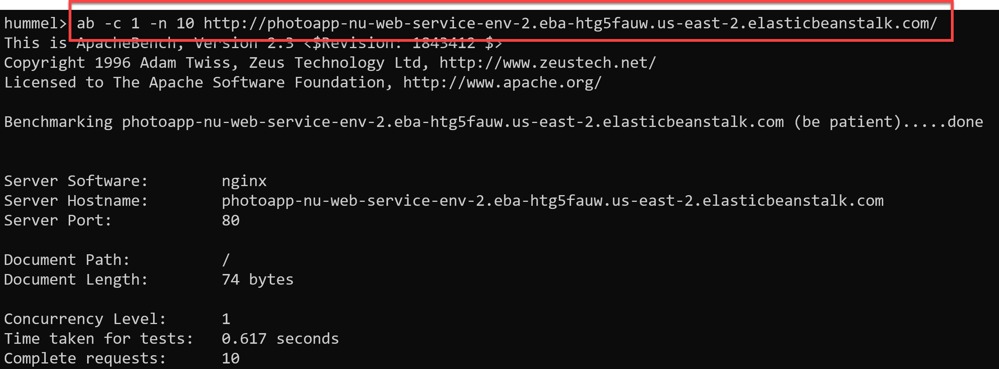 hummel> ab -c 1 -n 10 http://photoapp-nu-web-service-env-2.eba-htg5fauw.us-east-2.elasticbeanstalk.com/
This is ApacheBench, Version 2.3 <$Revision: 1843412 $>
Copyright 1996 Adam Twiss, Zeus Technology Ltd, http://www.zeustech.net/
Licensed to The Apache Software Foundation, http://www.apache.org/
Benchmarking photoapp-nu-web-service-env-2.eba-htg5fauw.us-east-2.elasticbeanstalk.com (be patient).....done
Server Software:        nginx
Server Hostname:        photoapp-nu-web-service-env-2.eba-htg5fauw.us-east-2.elasticbeanstalk.com
Server Port:            80
Document Path:          /
Document Length:        74 bytes
Concurrency Level:      1
Time taken for tests:   0.617 seconds
Complete requests:      10